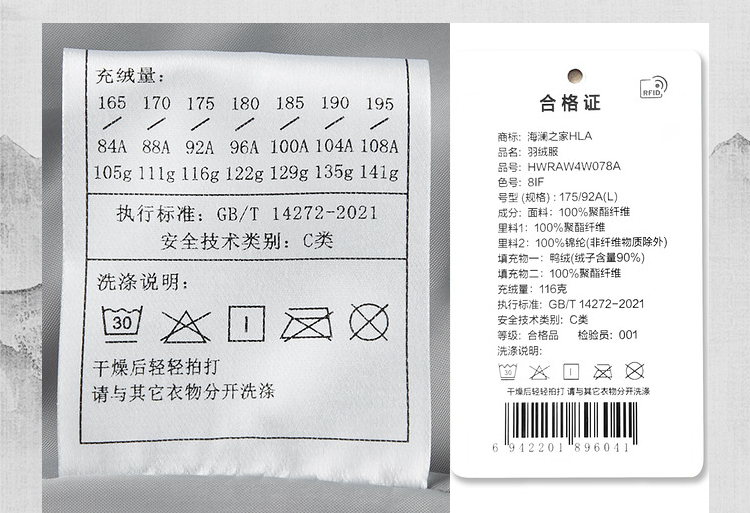 充绒量：
165 170 175 180 185 190 195
/ / / / / / /
84A 88A 92A 96A 100A 104A 108A
105g 111g 116g 122g 129g 135g 141g
执行标准：GB/T 14272-2021
安全技术类别：C类
洗涤说明：
30
干燥后轻轻拍打
请与其它衣物分开洗涤
RFID
合格证
商标：海澜之家HLA
品名：羽绒服
品号：HWRAW4W078A
色号：8IF
号型 (规格)：175/92A(L)
成分：面料：100%聚酯纤维
里料1：100%聚酯纤维
里料2：100%锦纶(非纤维物质除外)
填充物一：鸭绒(绒子含量90%)
填充物二：100%聚酯纤维
充绒量：116克
执行标准：GB/T 14272-2021
安全技术类别：C类
等级：合格品 检验员：001
洗涤说明：
30
干燥后轻轻拍打 请与其它衣物分开洗涤
6 942201 896041